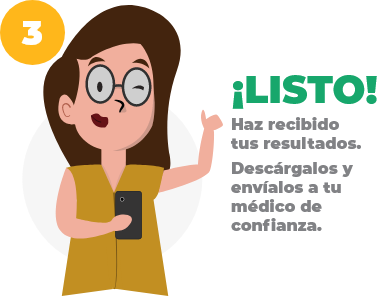 3
¡LISTO!
Haz recibido
tus resultados.
Descárgalos y
envíalos a tu
médico de
confianza.